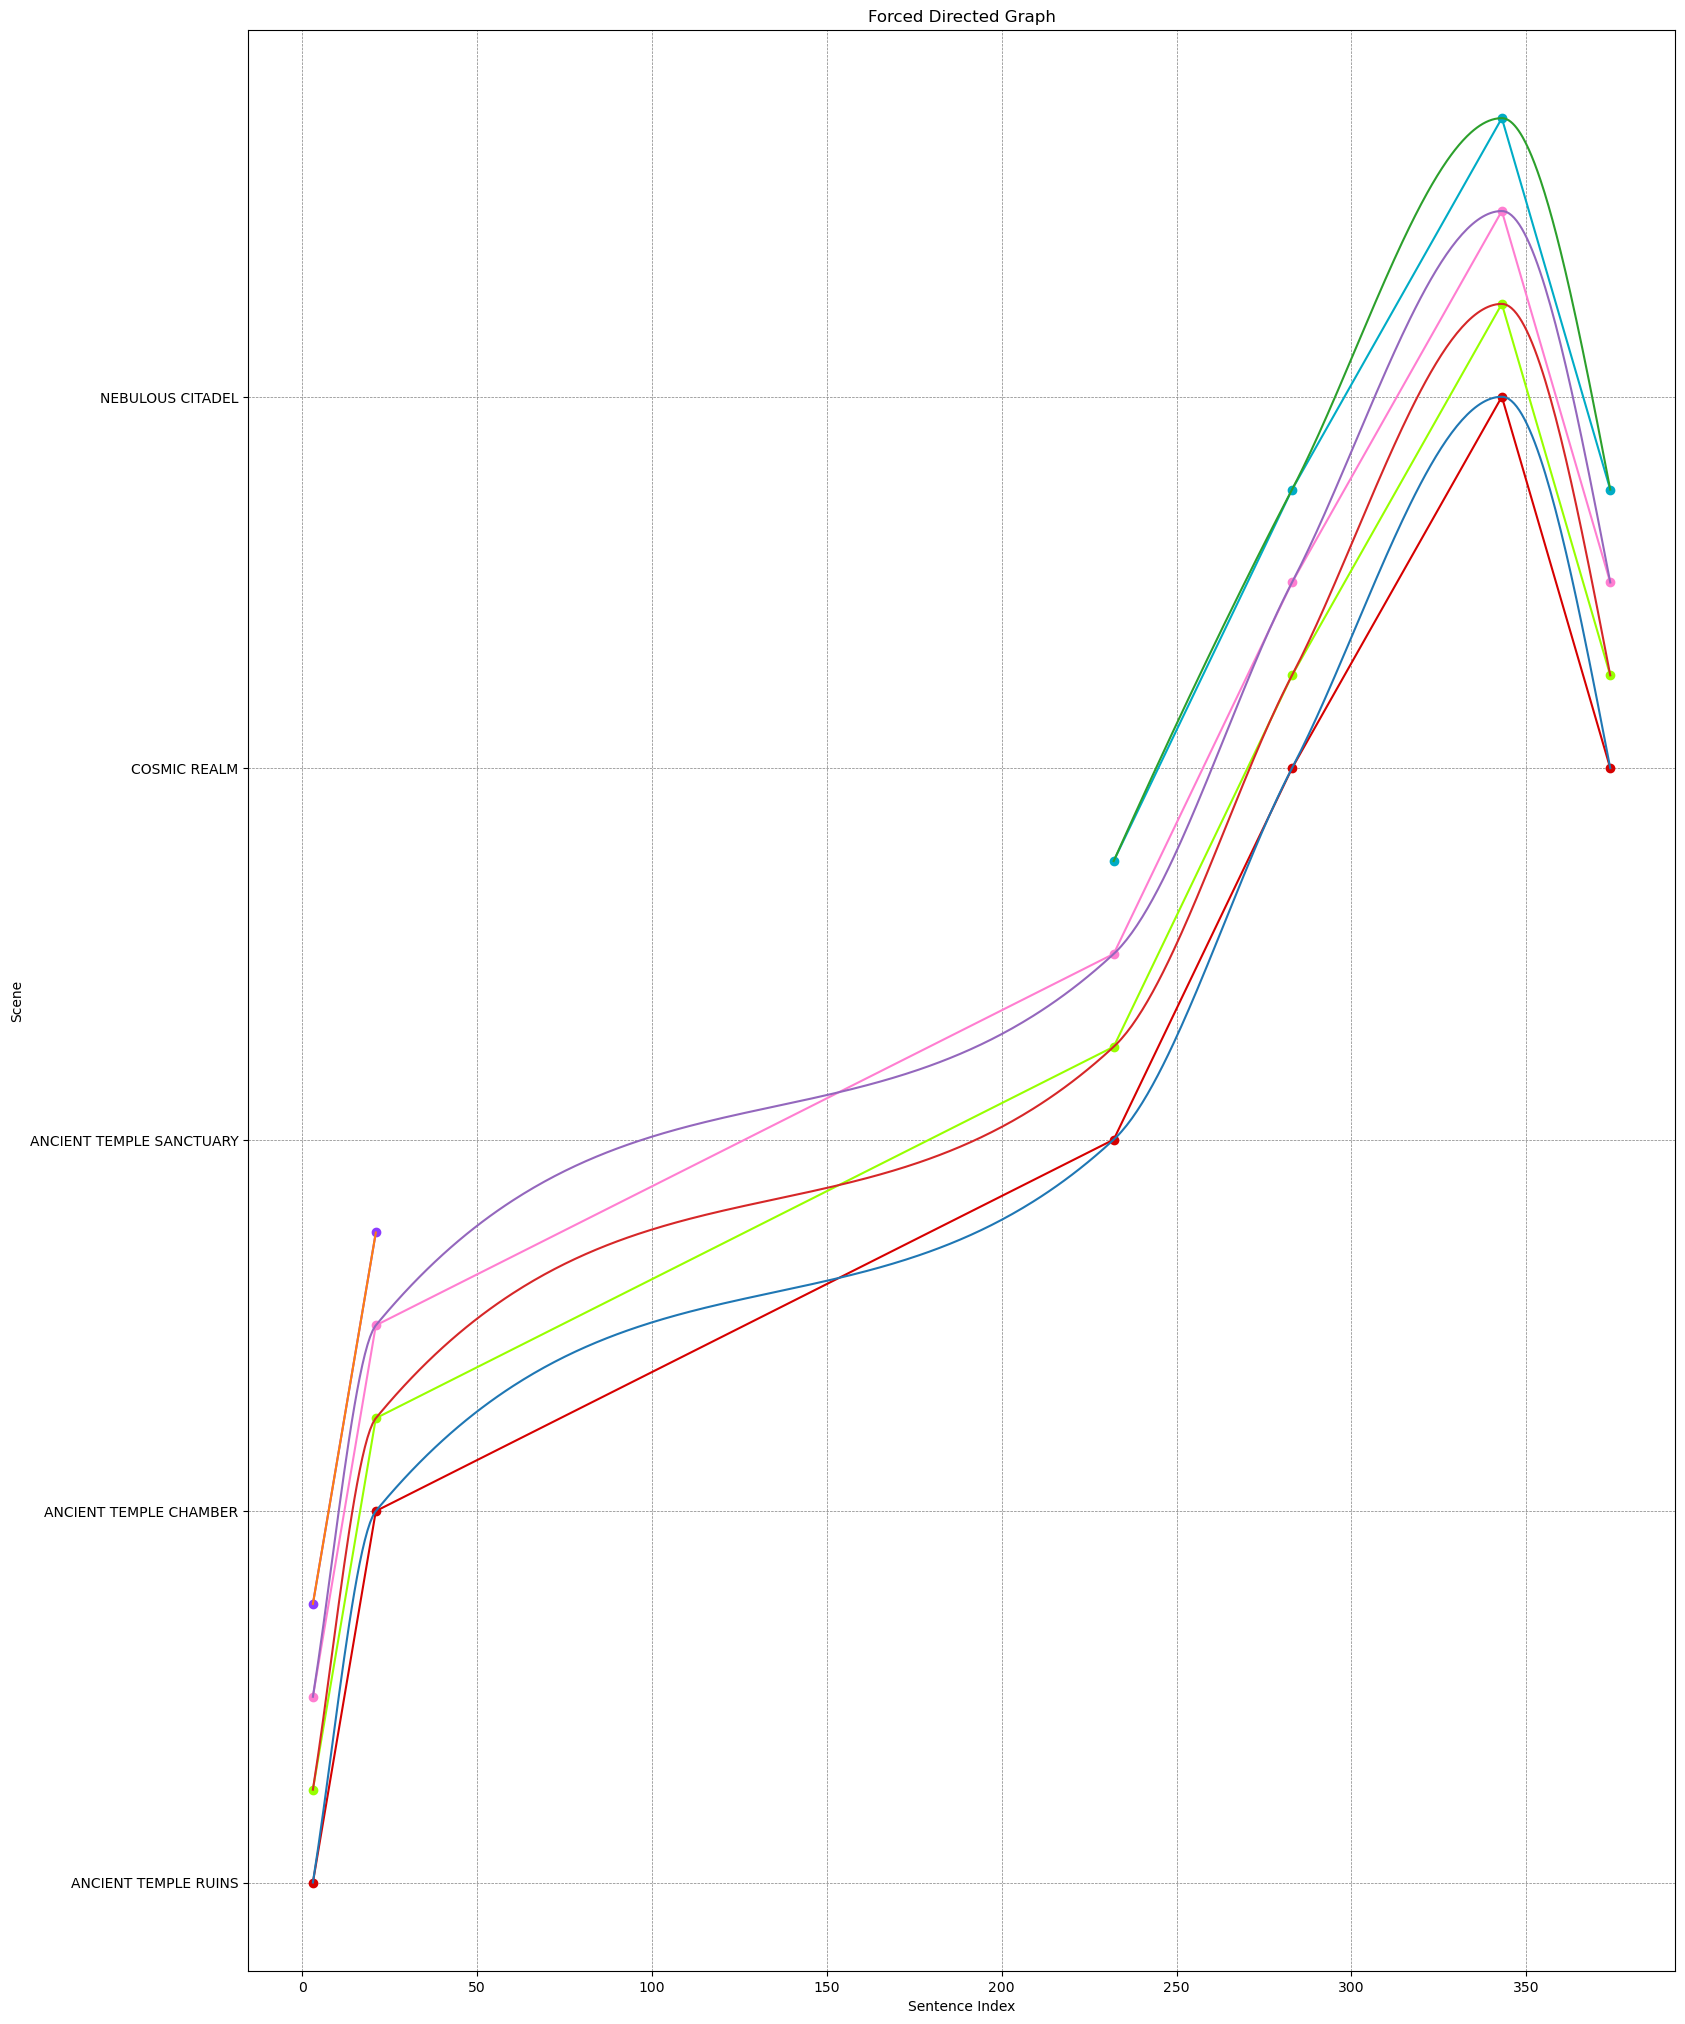 Forced Directed Graph
NEBULOUS CITADEL
COSMIC REALM
Scene
ANCIENT TEMPLE SANCTUARY
ANCIENT TEMPLE CHAMBER
ANCIENT TEMPLE RUINS
0 50 100 150 200 250 300 350
Sentence Index